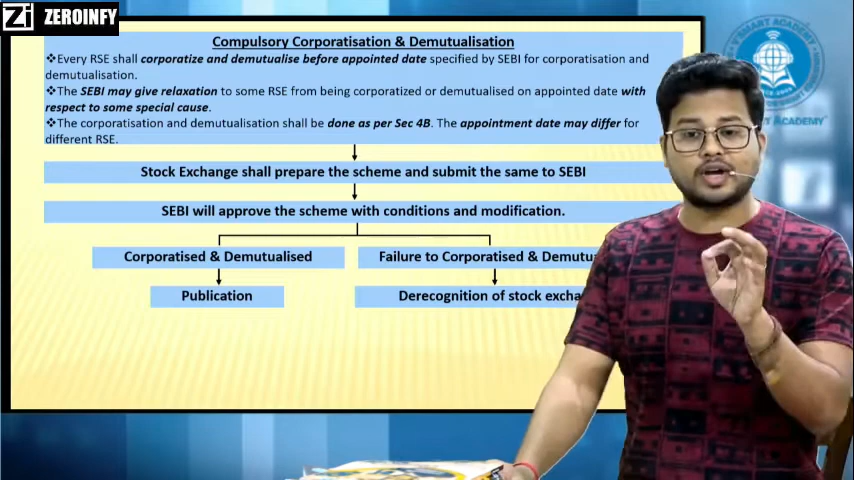 Zi ZEROINFY
Compulsory Corporatisation & Demutualisation
❖Every RSE shall corporatize and demutualise before appointed date specified by SEBI for corporatisation and
demutualisation.
❖The SEBI may give relaxation to some RSE from being corporatized or demutualised on appointed date with
respect to some special cause.
❖The corporatisation and demutualisation shall be done as per Sec 4B. The appointment date may differ for
different RSE.
Stock Exchange shall prepare the scheme and submit the same to SEBI
SEBI will approve the scheme with conditions and modification.
Corporatised & Demutualised
Failure to Corporatised & Demutu
Publication
Derecognition of stock excha
ACADEMY